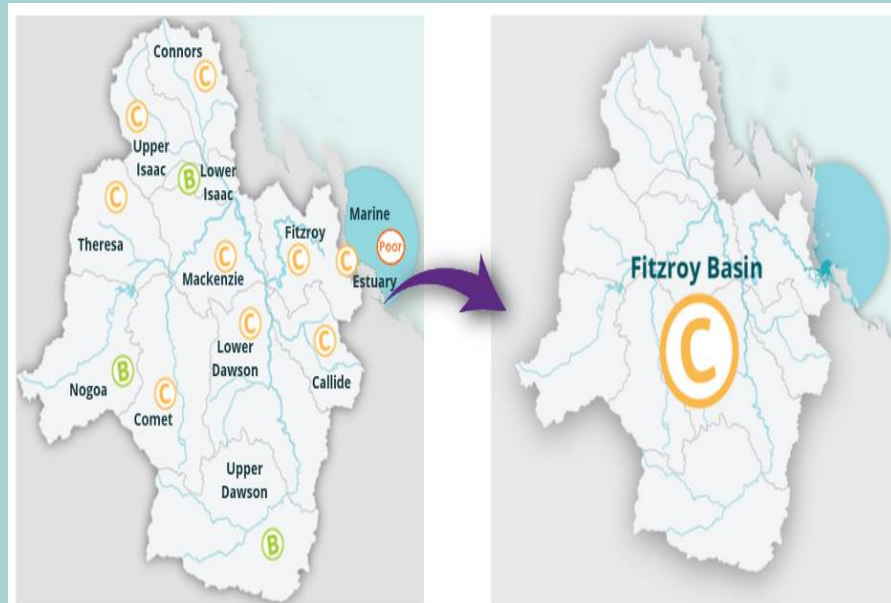 Connors
C
C
Upper
Isaac
B
Lower
Isaac
C
Theresa
Mackenzie
C
Fitzroy
C
Marine
Poor
C
Estuary
C
Lower
Dawson
C
Callide
Nogoa
B
C
Comet
Upper
Dawson
B
Fitzroy Basin
C